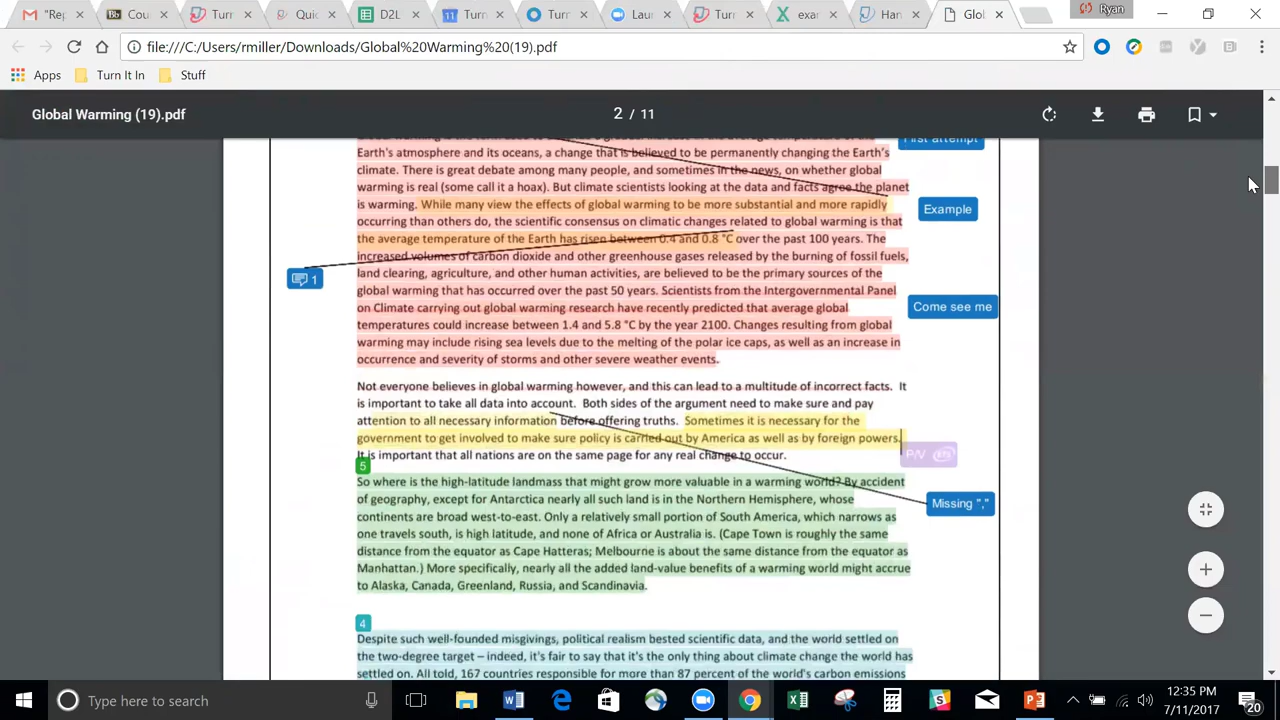 "Rep
Cou
Turn
Quic
D2L
Turn
Turn
Law
Turn
exa
Han
Glo
Ryan
file:///C:/Users/rmiller/Downloads/Global%20Warming%20(19).pdf
Apps
Turn It In
Stuff
Global Warming (19).pdf
2 / 11
First attempt
Earth's atmosphere and its oceans, a change that is believed to be permanently changing the Earth's
climate. There is great debate among many people, and sometimes in the news, on whether global
warming is real (some call it a hoax). But climate scientists looking at the data and facts agree the planet
is warming. While many view the effects of global warming to be more substantial and more rapidly
Example
occurring than others do, the scientific consensus on climatic changes related to global warming is that
the average temperature of the Earth has risen between 0.4 and 0.8 °C over the past 100 years. The
increased volumes of carbon dioxide and other greenhouse gases released by the burning of fossil fuels,
1
land clearing, agriculture, and other human activities, are believed to be the primary sources of the
global warming that has occurred over the past 50 years. Scientists from the Intergovernmental Panel
on Climate carrying out global warming research have recently predicted that average global
Come see me
temperatures could increase between 1.4 and 5.8 °C by the year 2100. Changes resulting from global
warming may include rising sea levels due to the melting of the polar ice caps, as well as an increase in
occurrence and severity of storms and other severe weather events.
Not everyone believes in global warming however, and this can lead to a multitude of incorrect facts. It
is important to take all data into account. Both sides of the argument need to make sure and pay
attention to all necessary information before offering truths. Sometimes it is necessary for the
government to get involved to make sure policy is carried out by America as well as by foreign powers.
It is important that all nations are on the same page for any real change to occur.
P/V ETS
5
So where is the high-latitude landmass that might grow more valuable in a warming world? By accident
of geography, except for Antarctica nearly all such land is in the Northern Hemisphere, whose
Missing ","
continents are broad west-to-east. Only a relatively small portion of South America, which narrows as
one travels south, is high latitude, and none of Africa or Australia is. (Cape Town is roughly the same
distance from the equator as Cape Hatteras; Melbourne is about the same distance from the equator as
Manhattan.) More specifically, nearly all the added land-value benefits of a warming world might accrue
to Alaska, Canada, Greenland, Russia, and Scandinavia.
4
Despite such well-founded misgivings, political realism bested scientific data, and the world settled on
the two-degree target – indeed, it's fair to say that it's the only thing about climate change the world has
settled on. All told, 167 countries responsible for more than 87 percent of the world's carbon emissions
Type here to search
12:35 PM
7/11/2017
20